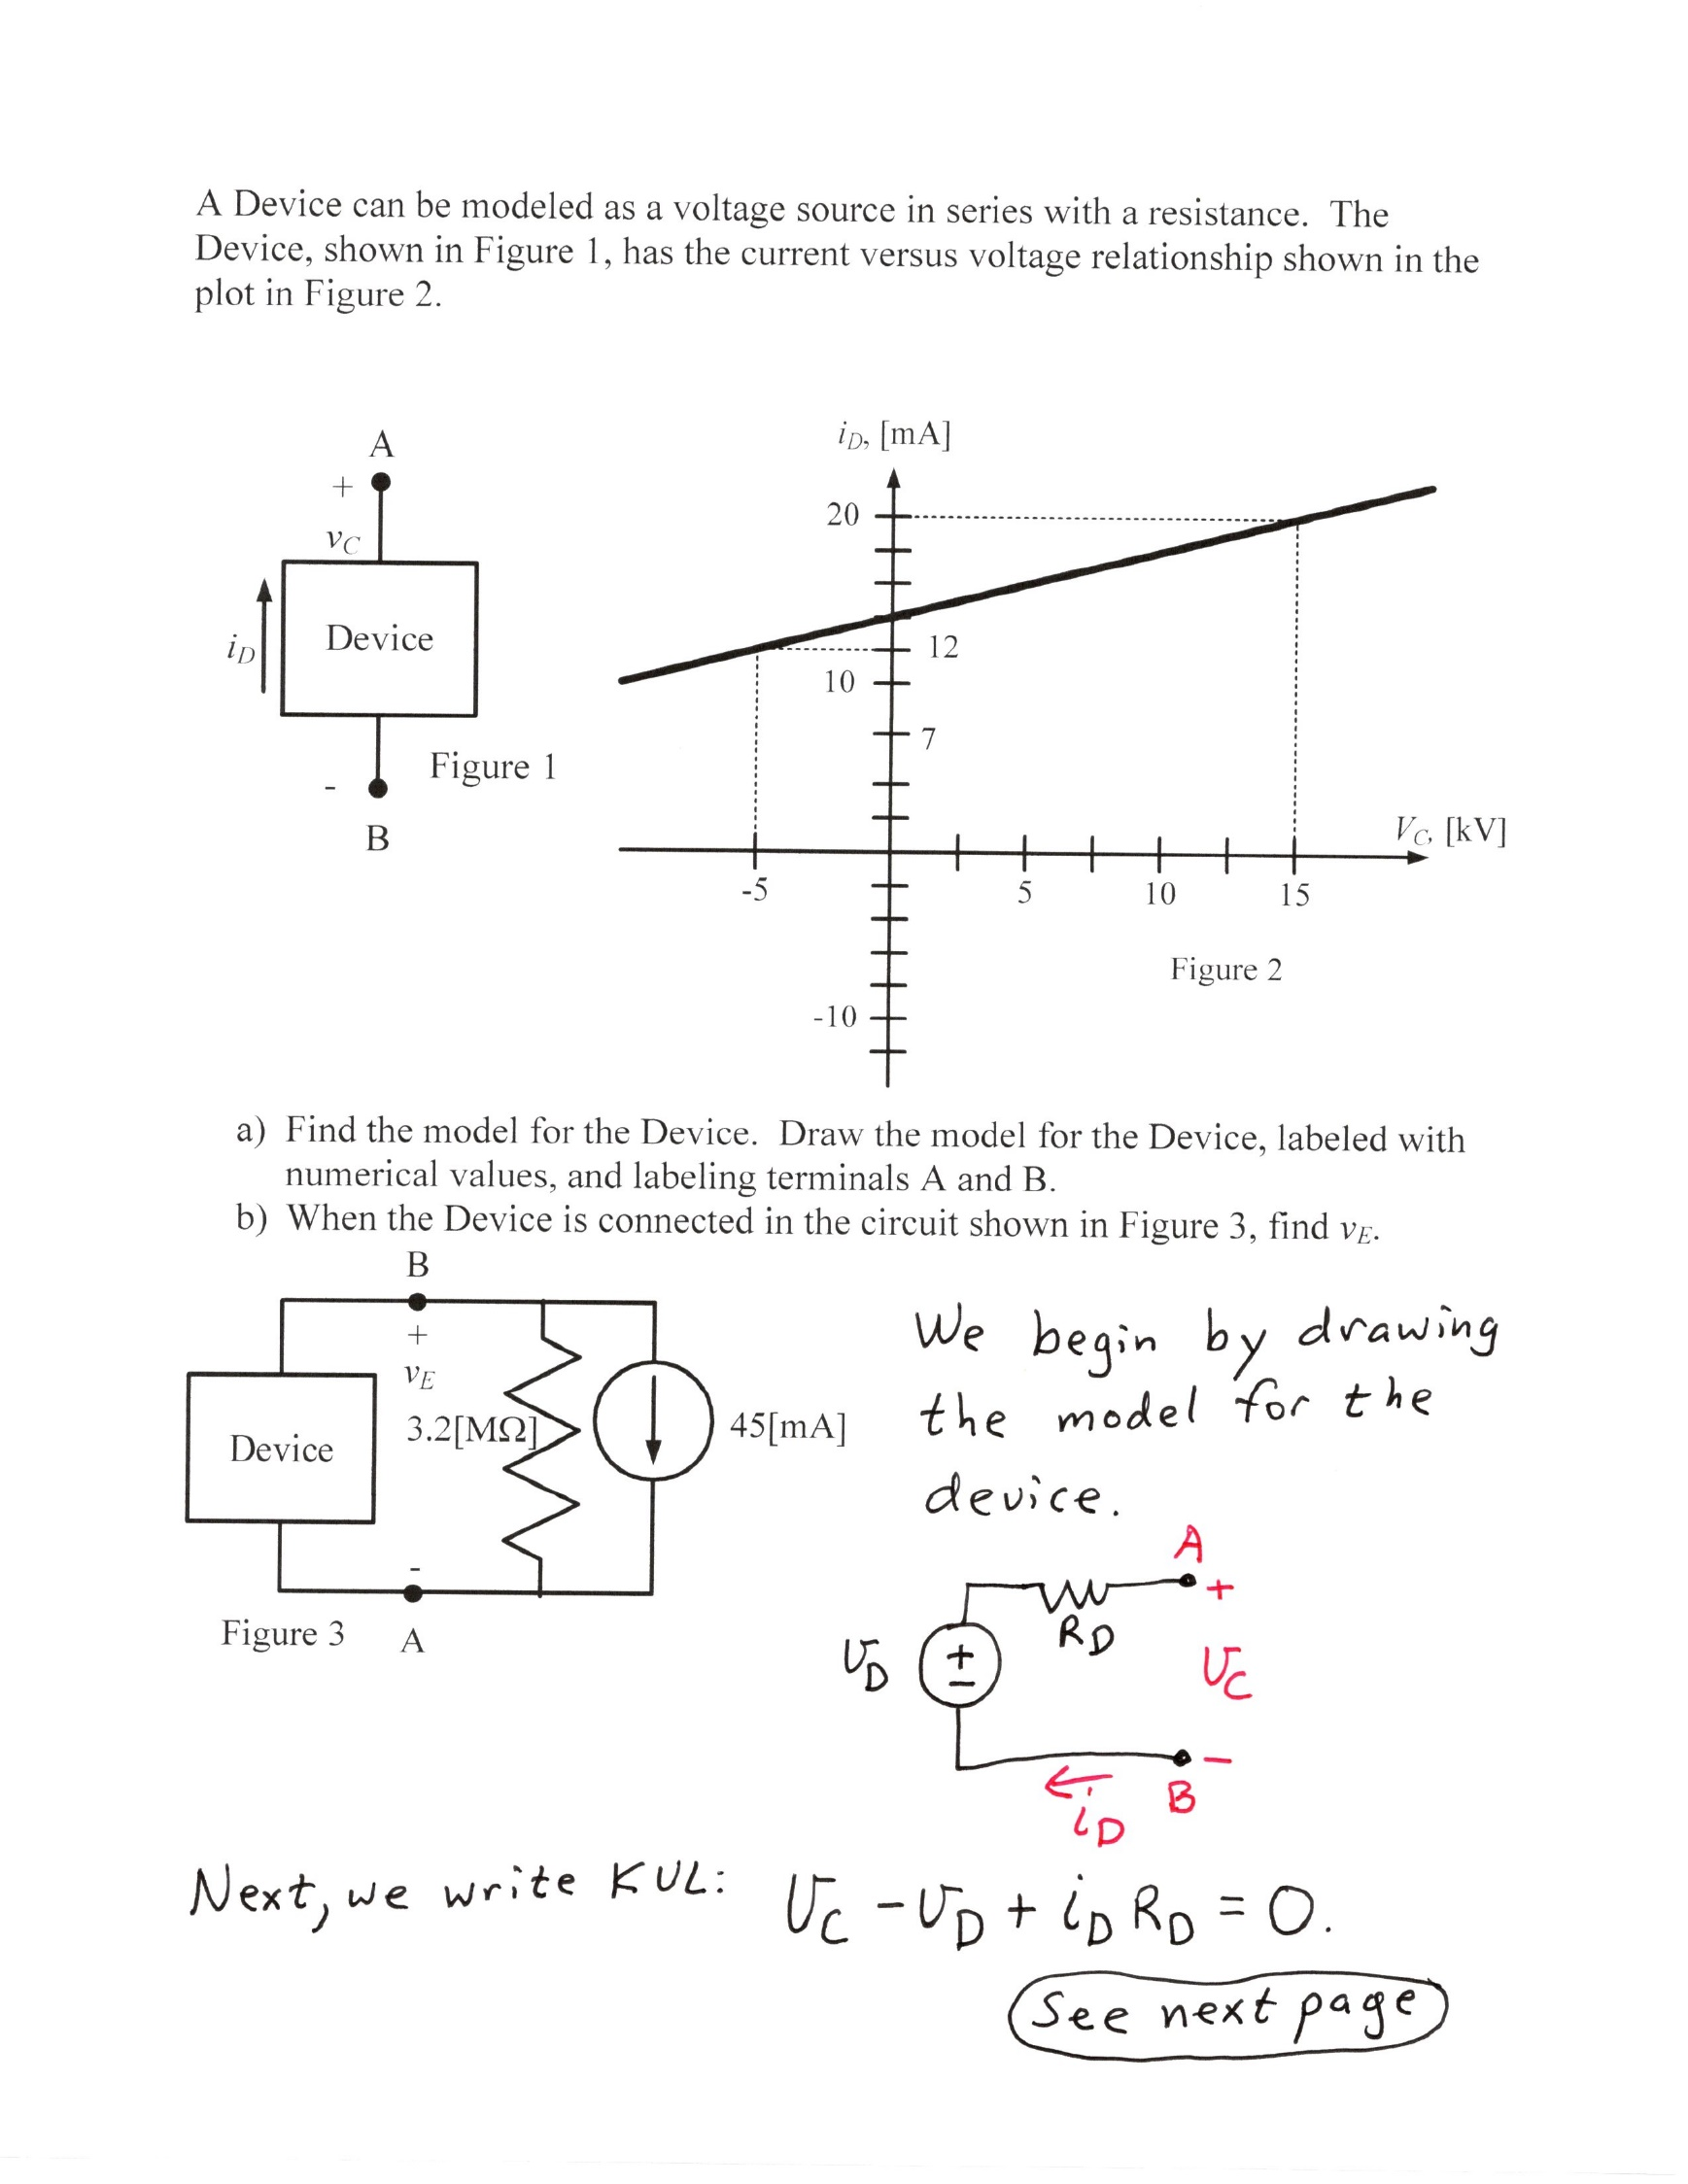 A Device can be modeled as a voltage source in series with a resistance. The
Device, shown in Figure 1, has the current versus voltage relationship shown in the
plot in Figure 2.
A
+
vC
iD
Device
-
B
Figure 1
iD, [mA]
20
12
10
7
VC, [kV]
-5
5
10
15
-10
Figure 2
a) Find the model for the Device. Draw the model for the Device, labeled with
numerical values, and labeling terminals A and B.
b) When the Device is connected in the circuit shown in Figure 3, find vE.
B
+
vE
3.2[MΩ]
45[mA]
Device
-
A
Figure 3
We begin by drawing
the model for the
device.
A
+
RD
vD
+
-
vC
-
B
iD
Next, we write KVL: vC - vD + iD RD = 0.
See next page